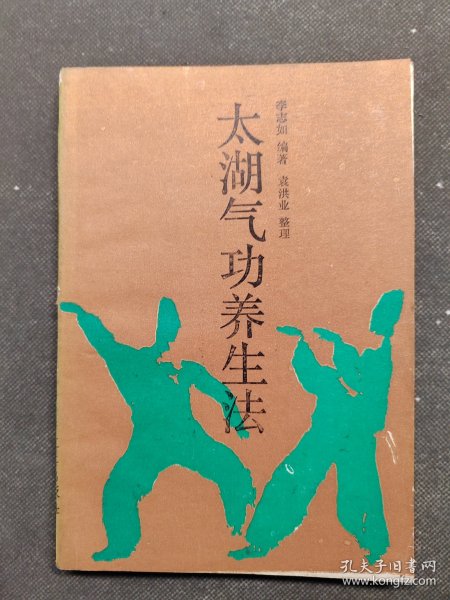 李志如 编著 袁洪业 整理
太湖气功养生法
孔夫子旧书网
www.kongfz.com